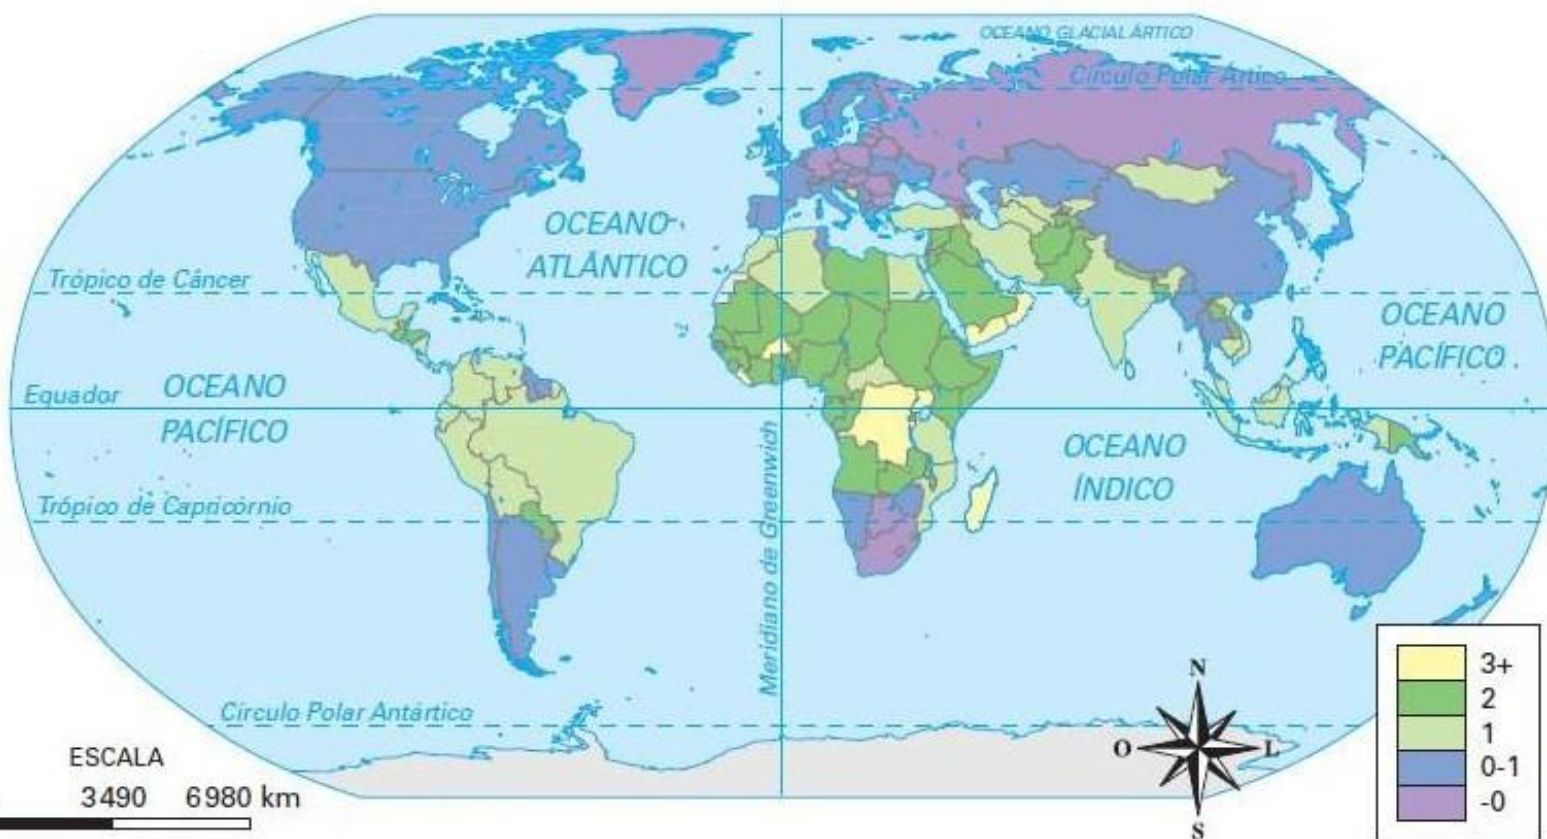 OCEANO GLACIAL ÁRTICO
Círculo Polar Ártico
OCEANO
ATLÂNTICO
Trópico de Câncer
OCEANO
PACÍFICO
Equador
OCEANO
PACÍFICO
OCEANO
ÍNDICO
Trópico de Capricórnio
Meridiano de Greenwich
Círculo Polar Antártico
ESCALA
3490 6980 km
N
O L
S
3+
2
1
0-1
-0